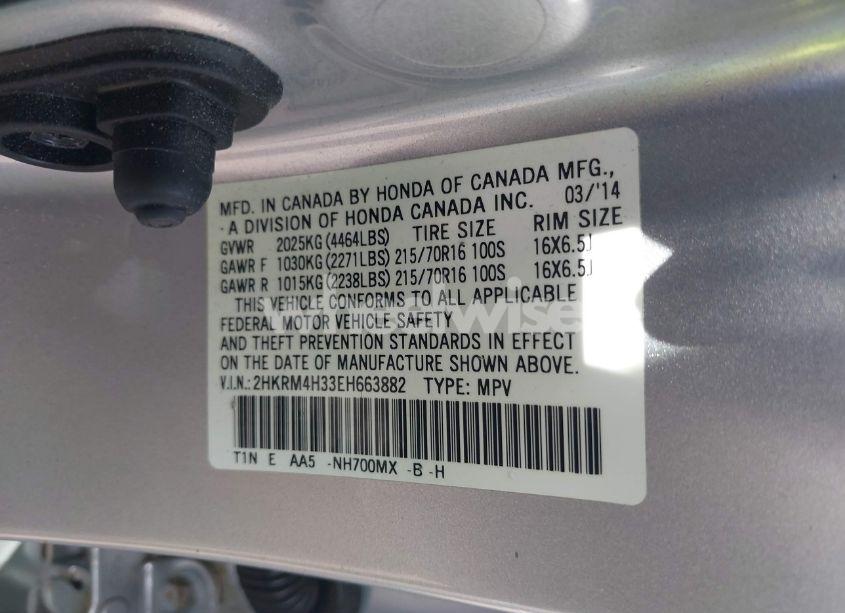 MFD. IN CANADA BY HONDA OF CANADA MFG.,
A DIVISION OF HONDA CANADA INC. 03/'14
GVWR 2025KG (4464LBS) TIRE SIZE RIM SIZE
GAWR F 1030KG (2271LBS) 215/70R16 100S 16X6.5J
GAWR R 1015KG (2238LBS) 215/70R16 100S 16X6.5J
THIS VEHICLE CONFORMS TO ALL APPLICABLE
FEDERAL MOTOR VEHICLE SAFETY
AND THEFT PREVENTION STANDARDS IN EFFECT
ON THE DATE OF MANUFACTURE SHOWN ABOVE.
V.I.N.: 2HKRM4H33EH663882 TYPE: MPV
T1N E AA5 -NH700MX -B -H